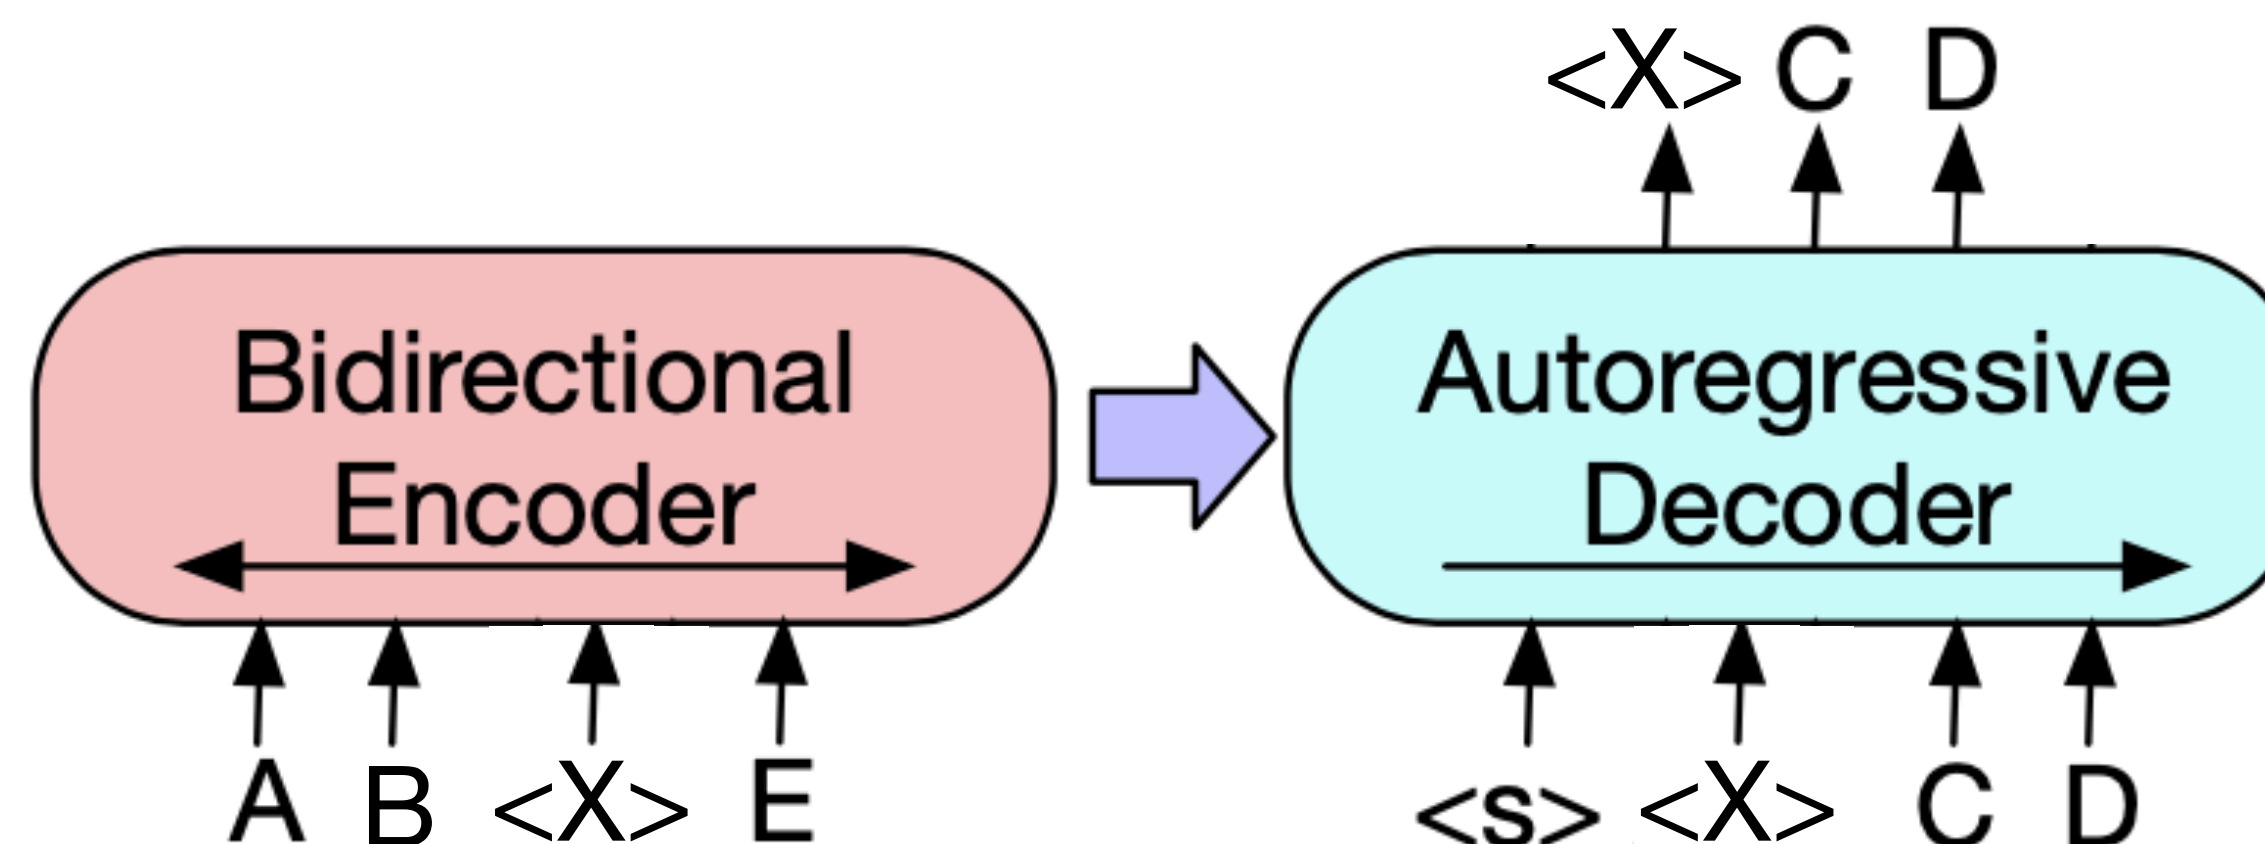 <X> C D
Bidirectional
Encoder
Autoregressive
Decoder
A B <X> E
<s> <X> C D